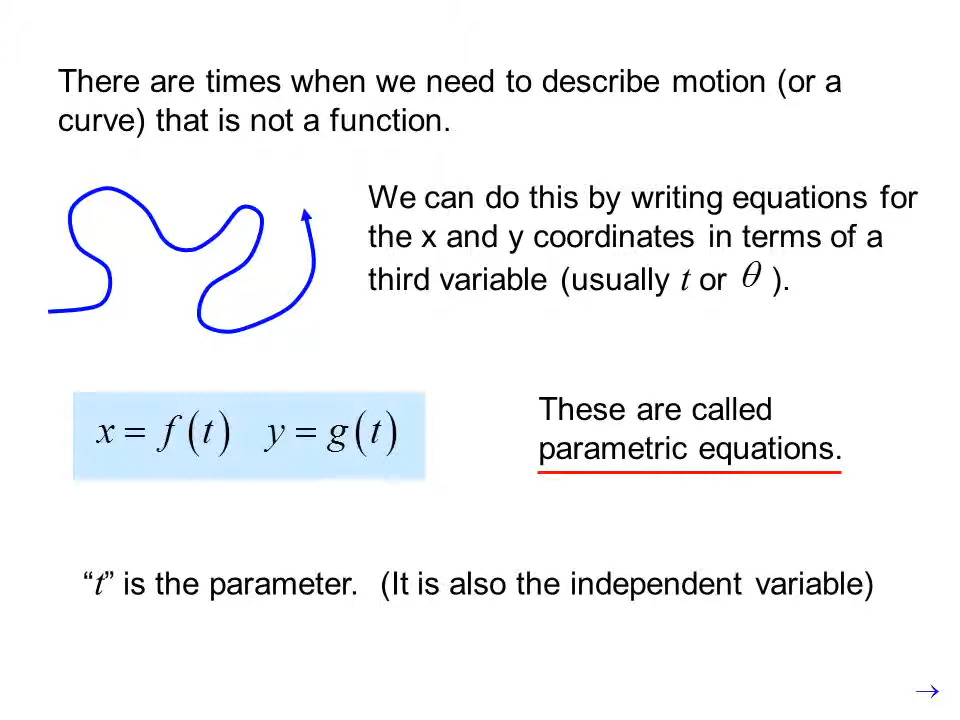 There are times when we need to describe motion (or a
curve) that is not a function.
We can do this by writing equations for
the x and y coordinates in terms of a
third variable (usually t or θ ).
x = f(t)   y = g(t)
These are called
parametric equations.
“t” is the parameter.  (It is also the independent variable)
→